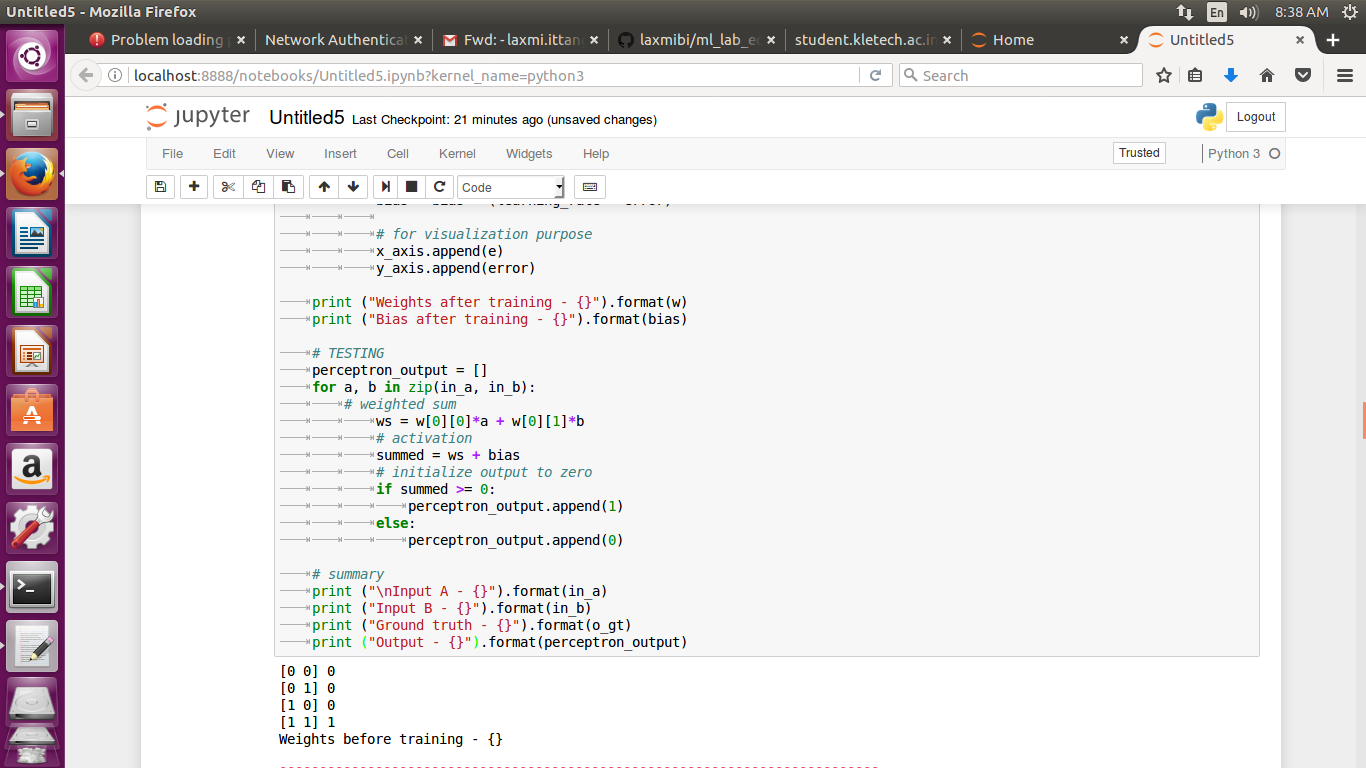 Untitled5 - Mozilla Firefox
En
8:38 AM
Problem loading
Network Authentica
Fwd: - laxmi.ittan
laxmibi/ml_lab_e
student.kletech.ac.i
Home
Untitled5
localhost:8888/notebooks/Untitled5.ipynb?kernel_name=python3
Search
jupyter Untitled5 Last Checkpoint: 21 minutes ago (unsaved changes)
Logout
File Edit View Insert Cell Kernel Widgets Help
Trusted
Python 3
Code
# for visualization purpose
x_axis.append(e)
y_axis.append(error)
print ("Weights after training - {}").format(w)
print ("Bias after training - {}").format(bias)
# TESTING
perceptron_output = []
for a, b in zip(in_a, in_b):
# weighted sum
ws = w[0][0]*a + w[0][1]*b
# activation
summed = ws + bias
# initialize output to zero
if summed >= 0:
perceptron_output.append(1)
else:
perceptron_output.append(0)
# summary
print ("\nInput A - {}").format(in_a)
print ("Input B - {}").format(in_b)
print ("Ground truth - {}").format(o_gt)
print ("Output - {}").format(perceptron_output)
[0 0] 0
[0 1] 0
[1 0] 0
[1 1] 1
Weights before training - {}
---------------------------------------------------------------------------